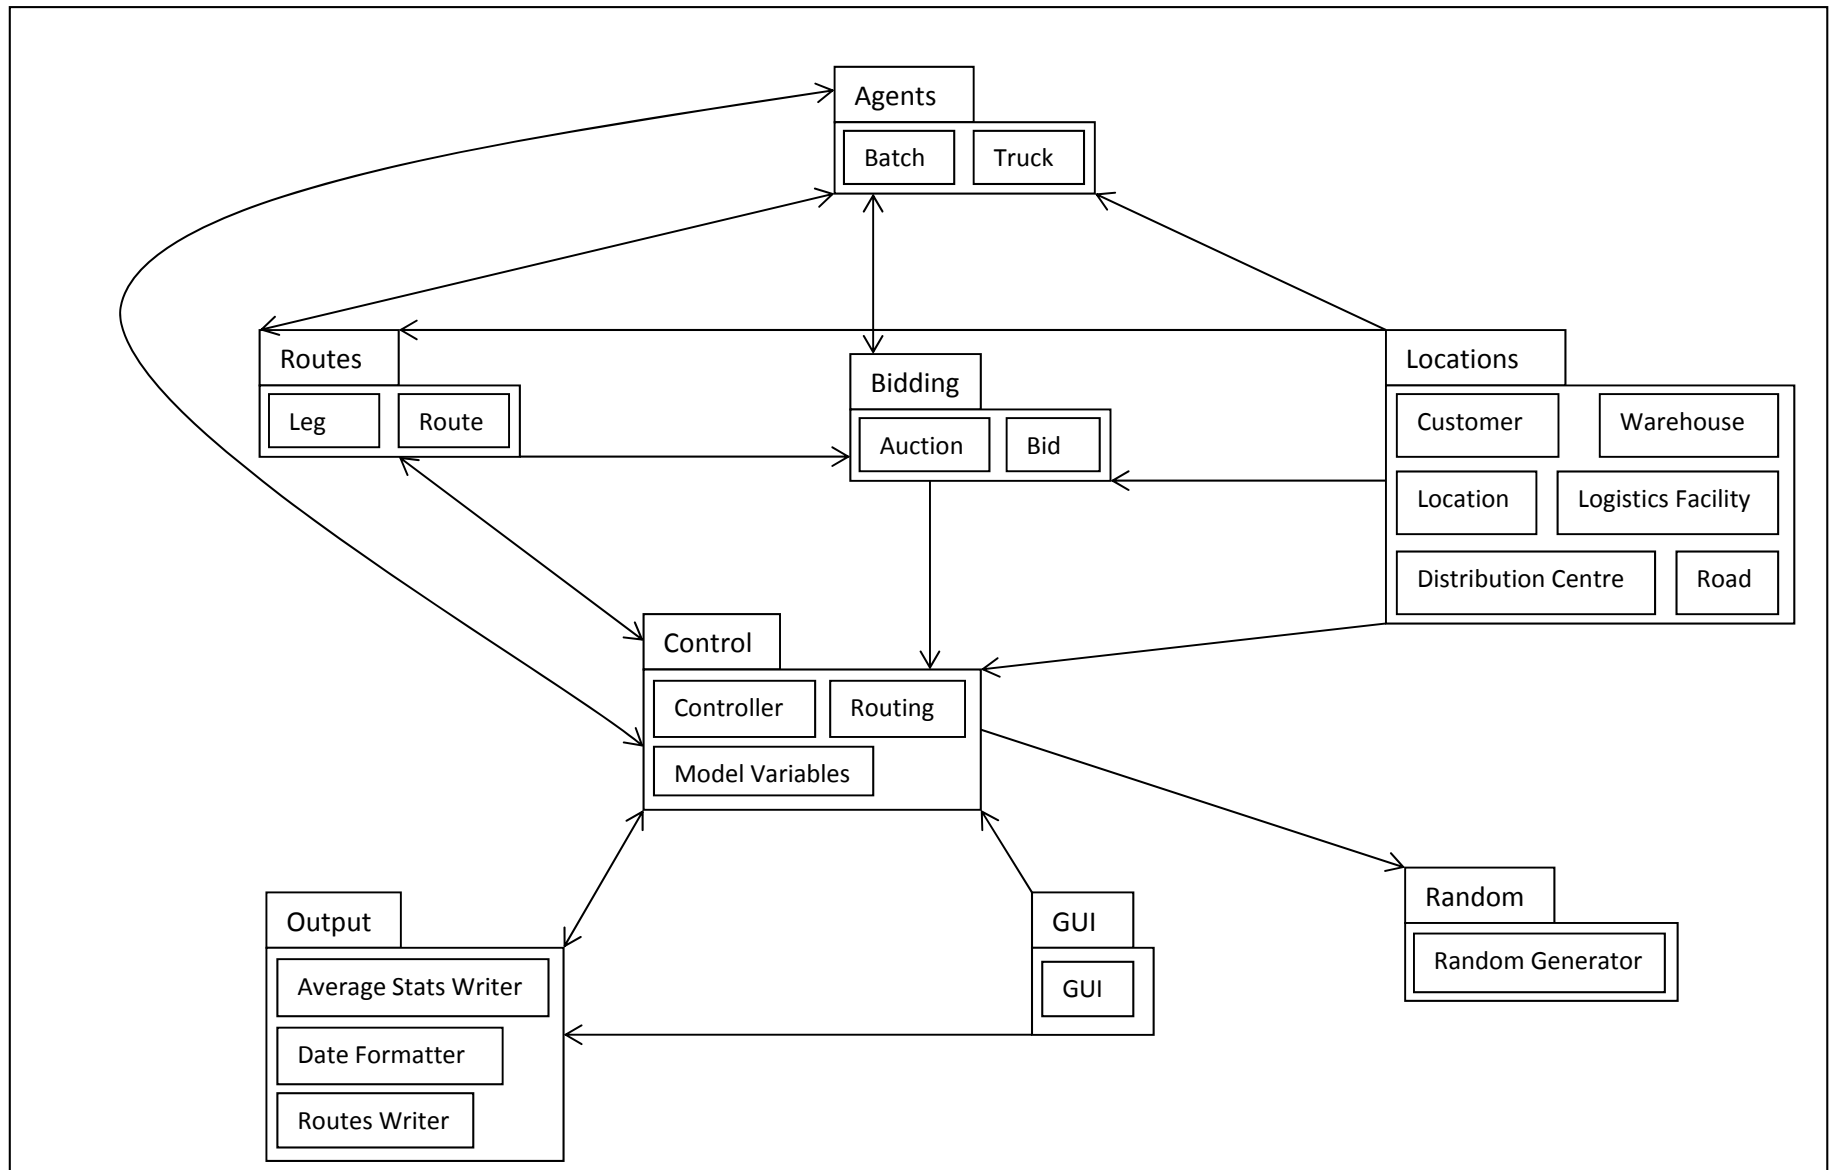 Agents
Batch
Truck
Routes
Leg
Route
Bidding
Auction
Bid
Locations
Customer
Warehouse
Location
Logistics Facility
Distribution Centre
Road
Control
Controller
Routing
Model Variables
Output
Average Stats Writer
Date Formatter
Routes Writer
GUI
GUI
Random
Random Generator